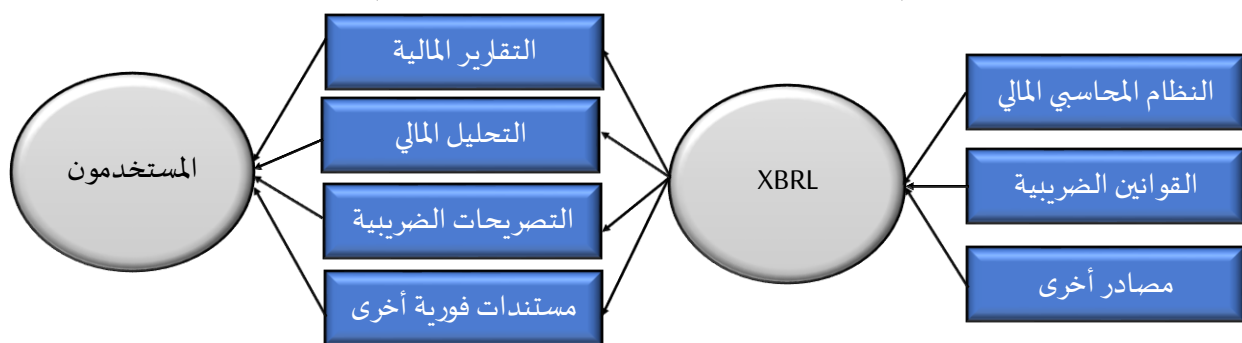 النظام المحاسبي المالي
القوانين الضريبية
مصادر أخرى
XBRL
التقارير المالية
التحليل المالي
التصريحات الضريبية
مستندات فورية أخرى
المستخدمون